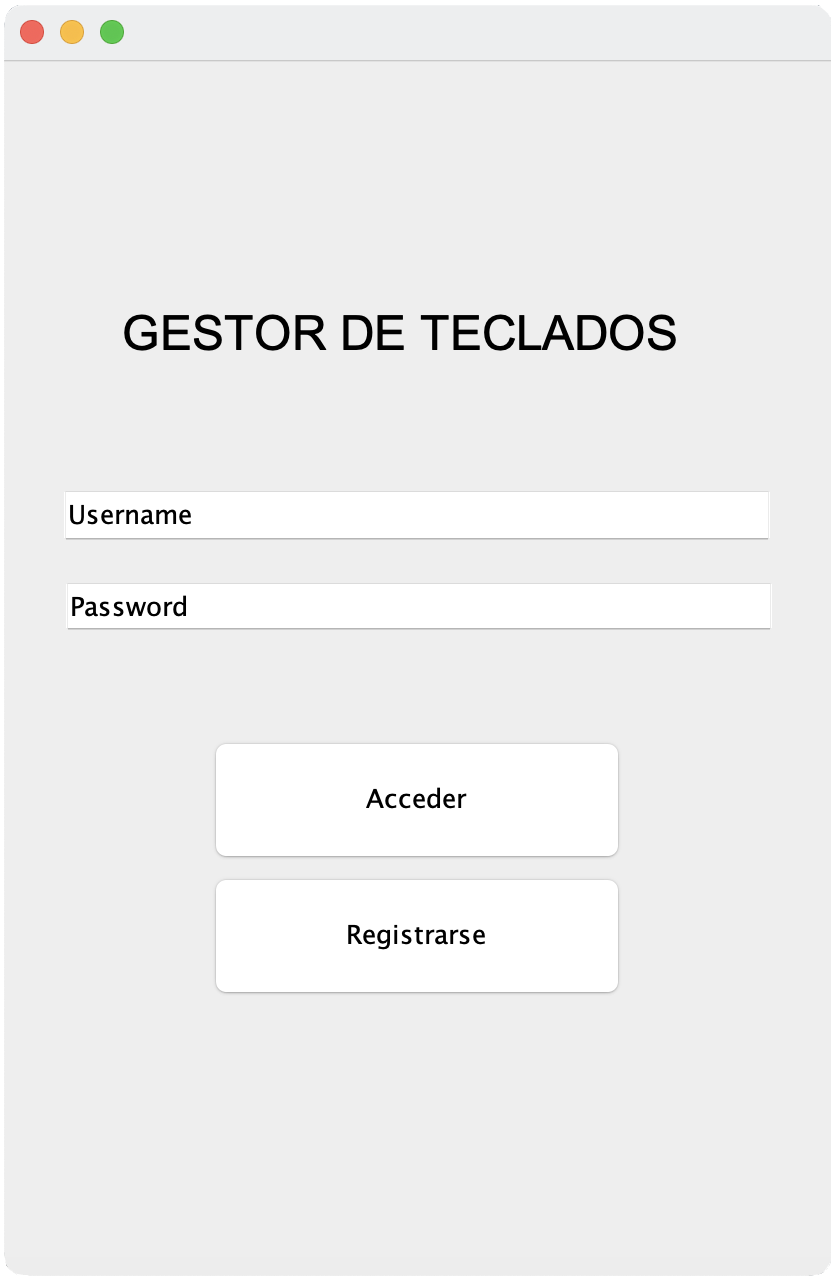 GESTOR DE TECLADOS
Username
Password
Acceder
Registrarse